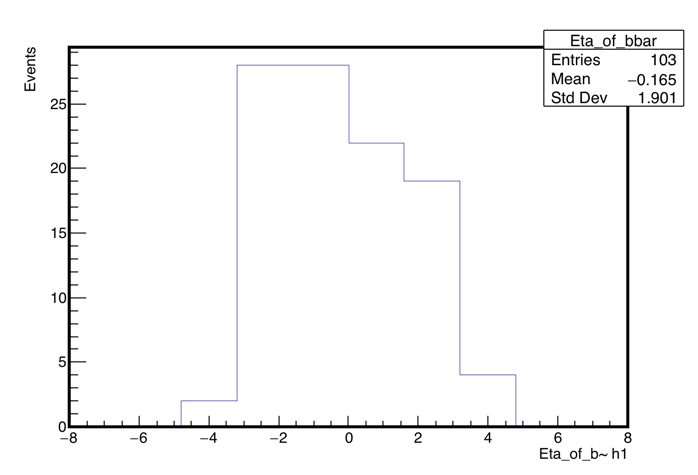 Eta_of_bbar
Entries 103
Mean −0.165
Std Dev 1.901
Events
25
20
15
10
5
0
−8 −6 −4 −2 0 2 4 6 8
Eta_of_b~ h1